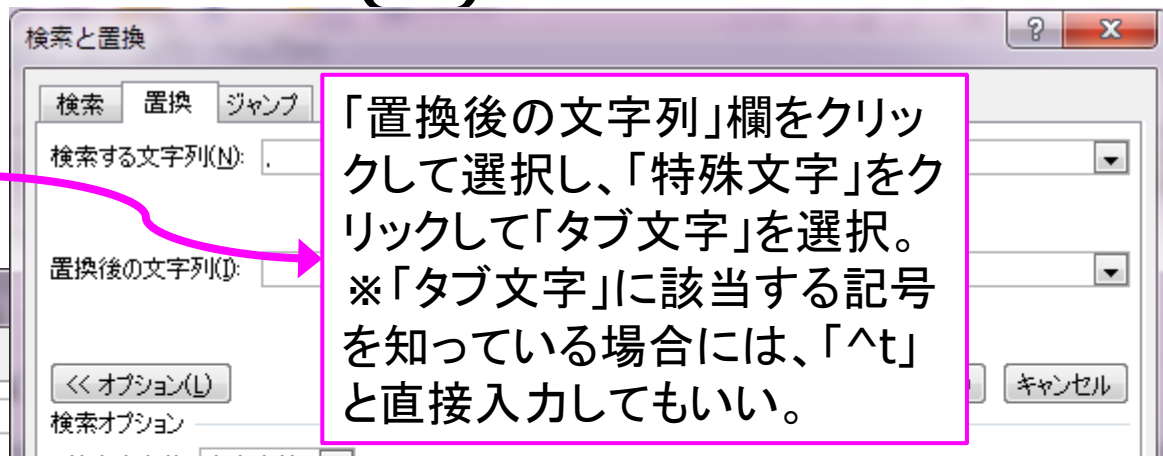 検索と置換
検索 置換 ジャンプ
検索する文字列(N): ,
置換後の文字列(I):
「置換後の文字列」欄をクリッ
クして選択し、「特殊文字」をク
リックして「タブ文字」を選択。
※「タブ文字」に該当する記号
を知っている場合には、「^t」
と直接入力してもいい。
<< オプション(L)
キャンセル
検索オプション